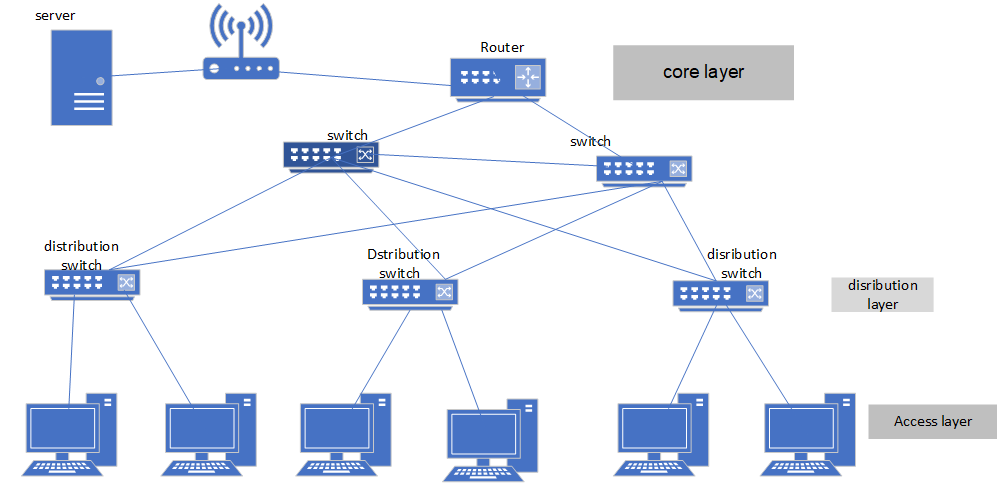 server
Router
core layer
switch
switch
distribution
switch
Dstribution
switch
disribution
switch
disribution
layer
Access layer